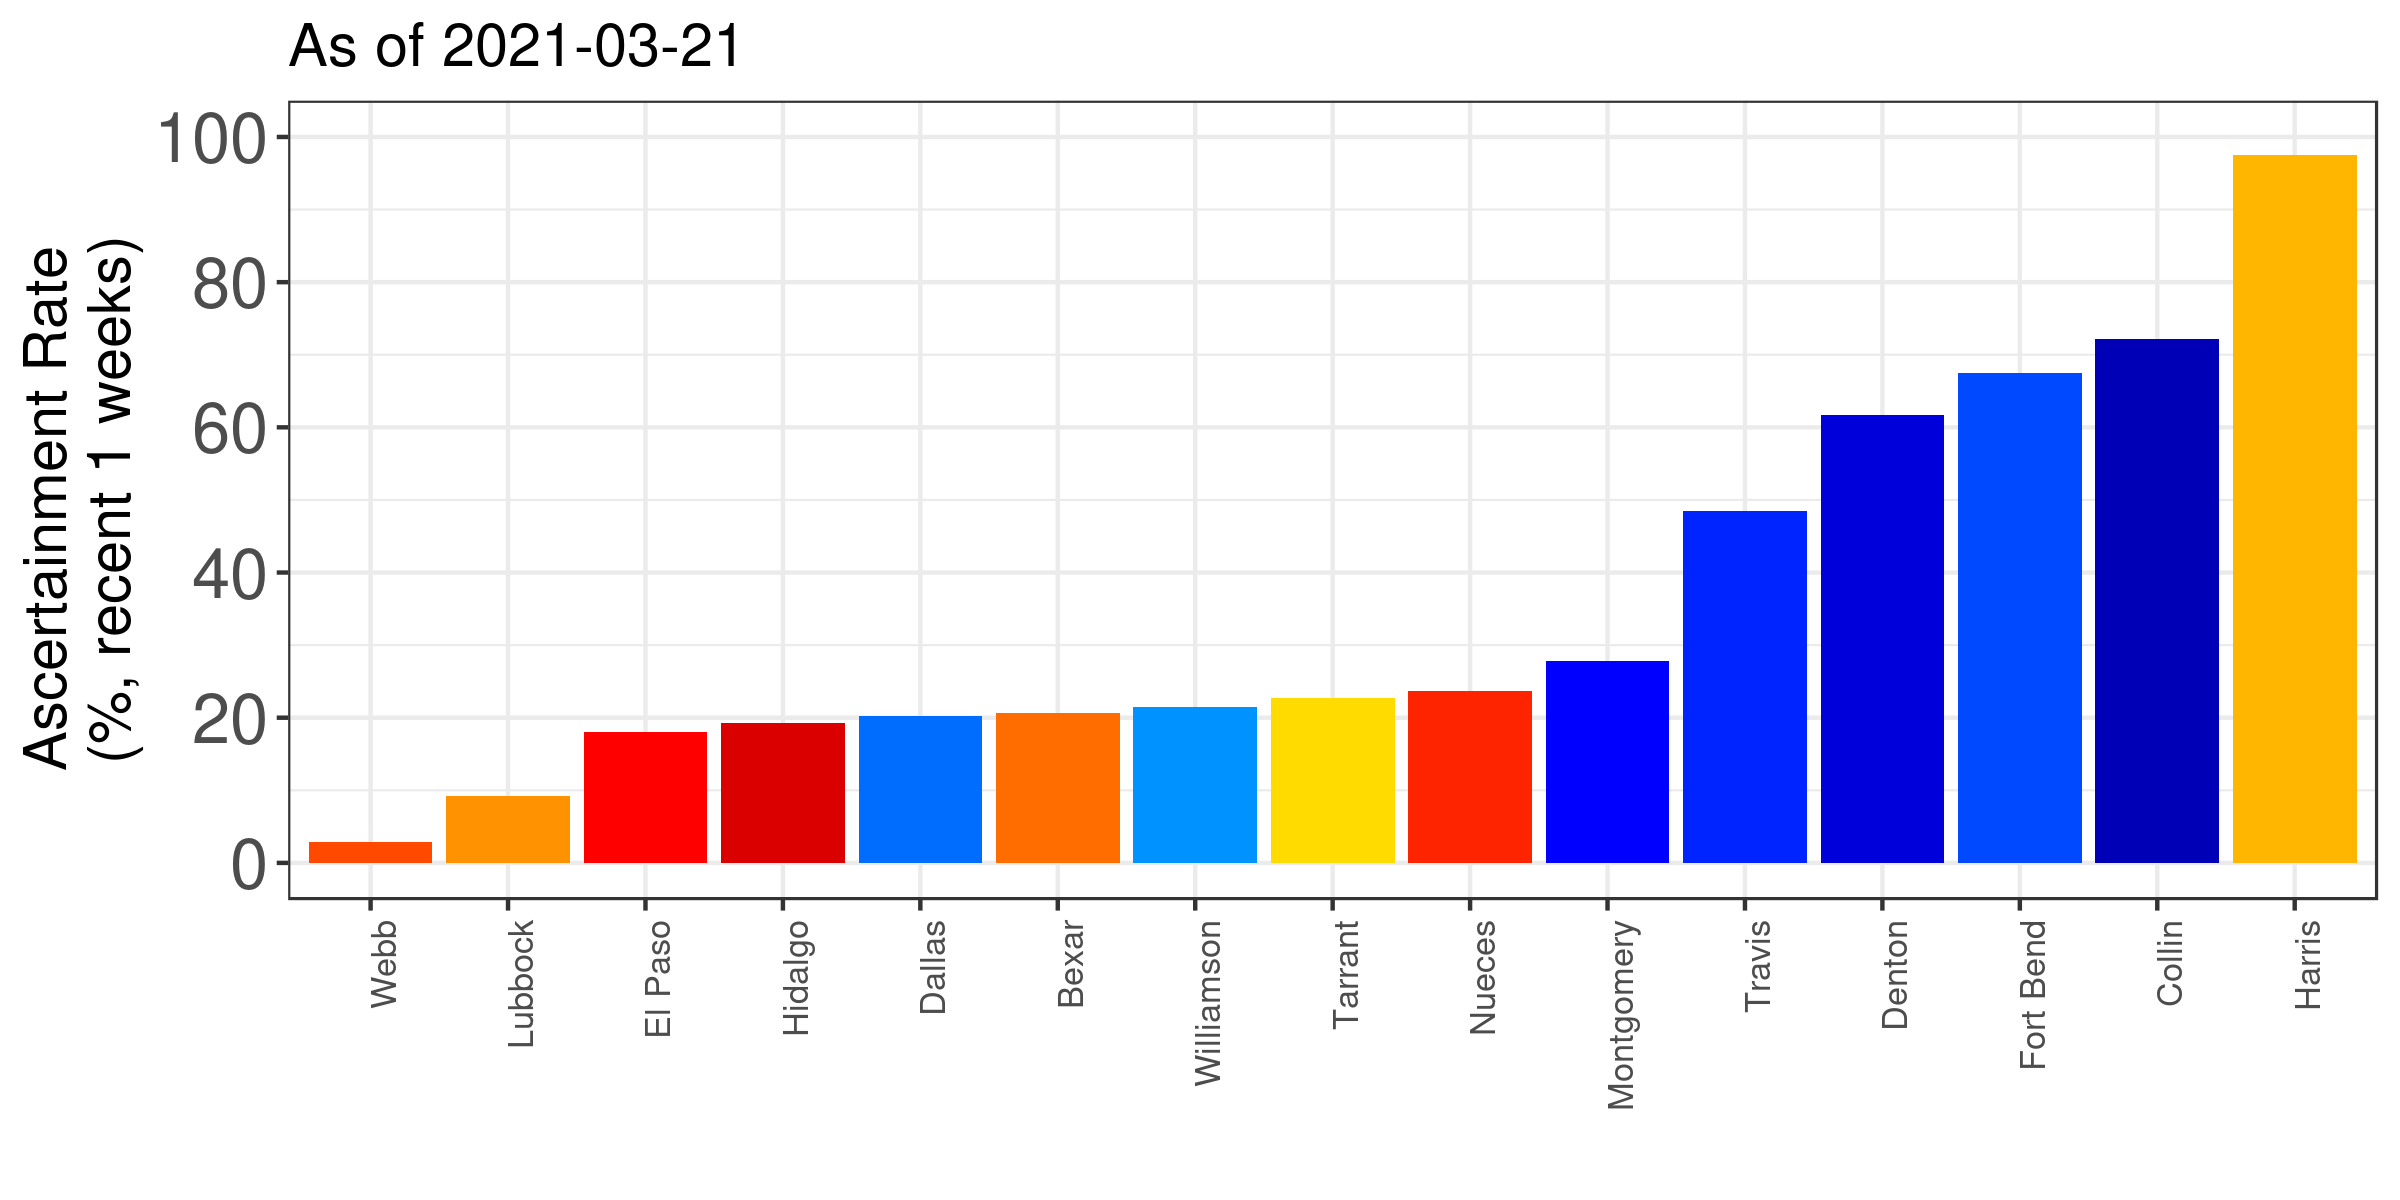 As of 2021-03-21
Ascertainment Rate
(%, recent 1 weeks)
100
80
60
40
20
0
Webb
Lubbock
El Paso
Hidalgo
Dallas
Bexar
Williamson
Tarrant
Nueces
Montgomery
Travis
Denton
Fort Bend
Collin
Harris